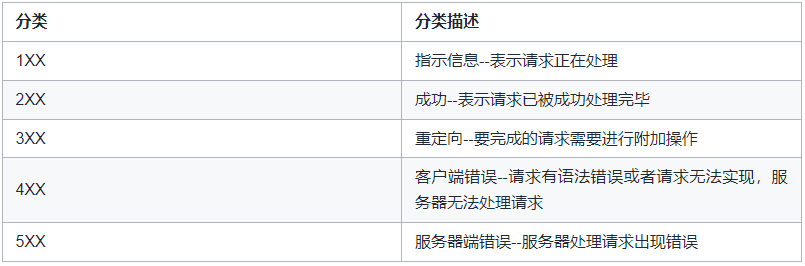 分类 分类描述
1XX 指示信息--表示请求正在处理
2XX 成功--表示请求已被成功处理完毕
3XX 重定向--要完成的请求需要进行附加操作
4XX 客户端错误--请求有语法错误或者请求无法实现，服
务器无法处理请求
5XX 服务器端错误--服务器处理请求出现错误